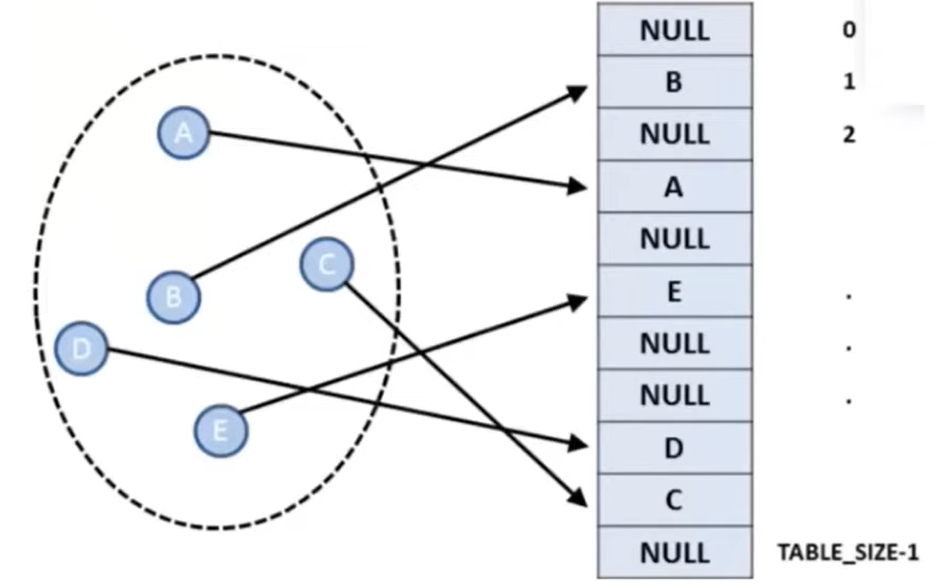 NULL 0
B 1
NULL 2
A
NULL
E .
NULL .
NULL .
D
C
NULL TABLE_SIZE-1
A
B
C
D
E